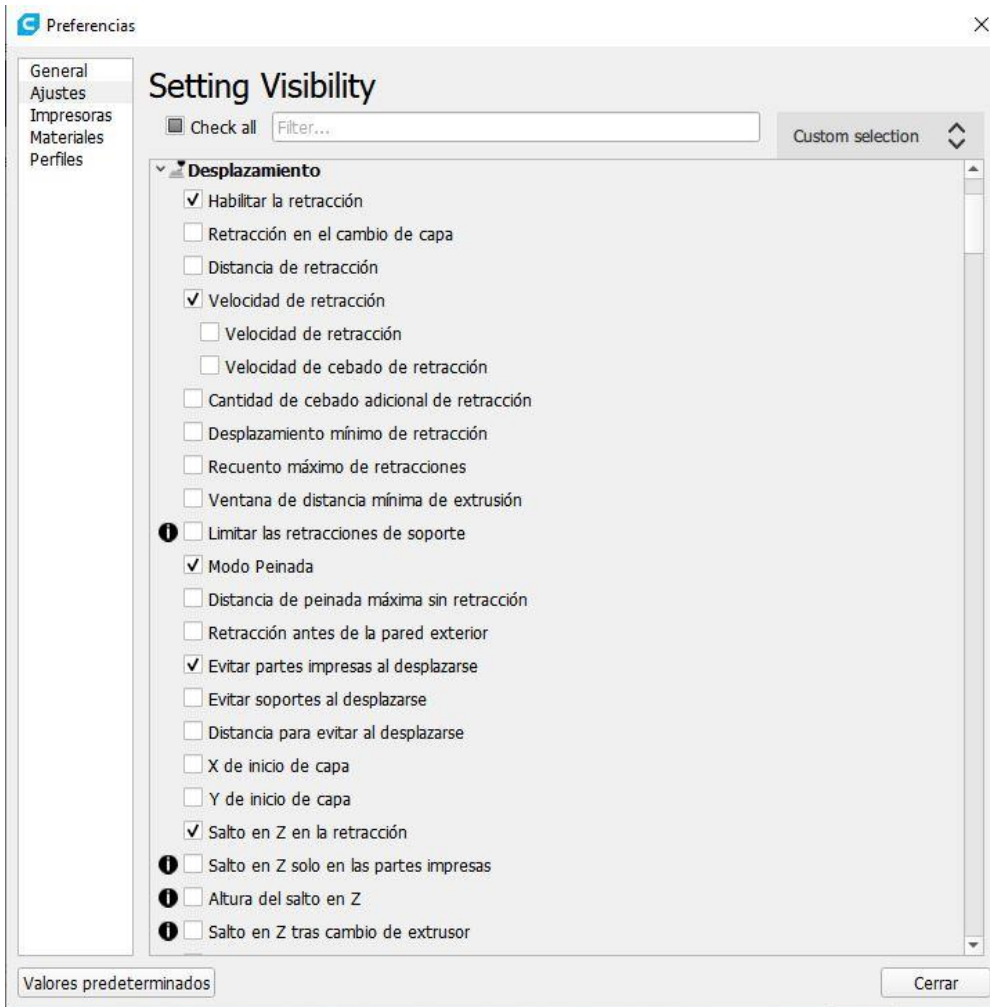 Preferencias
General
Ajustes
Impresoras
Materiales
Perfiles
Setting Visibility
Check all
Filter...
Custom selection
Desplazamiento
Habilitar la retracción
Retracción en el cambio de capa
Distancia de retracción
Velocidad de retracción
Velocidad de retracción
Velocidad de cebado de retracción
Cantidad de cebado adicional de retracción
Desplazamiento mínimo de retracción
Recuento máximo de retracciones
Ventana de distancia mínima de extrusión
Limitar las retracciones de soporte
Modo Peinada
Distancia de peinada máxima sin retracción
Retracción antes de la pared exterior
Evitar partes impresas al desplazarse
Evitar soportes al desplazarse
Distancia para evitar al desplazarse
X de inicio de capa
Y de inicio de capa
Salto en Z en la retracción
Salto en Z solo en las partes impresas
Altura del salto en Z
Salto en Z tras cambio de extrusor
Valores predeterminados
Cerrar